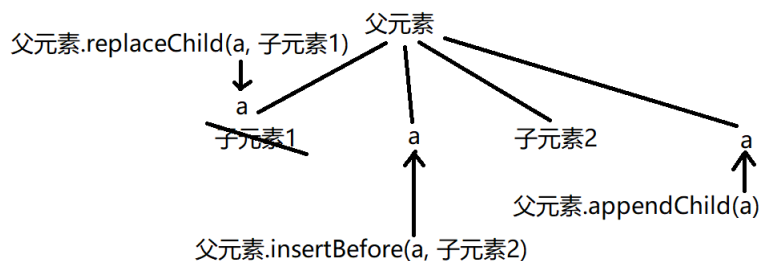 父元素
父元素.replaceChild(a, 子元素1)
a
子元素1
a
子元素2
a
父元素.appendChild(a)
父元素.insertBefore(a, 子元素2)